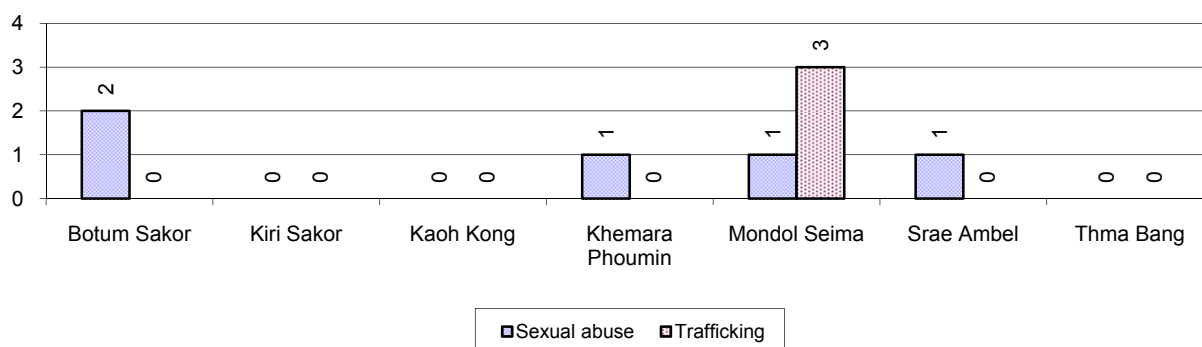 4
3
2
1
0
2 0 0 0 0 0 1 0 1 3 1 0 0 0
Botum Sakor Kiri Sakor Kaoh Kong Khemara Phoumin Mondol Seima Srae Ambel Thma Bang
Sexual abuse Trafficking